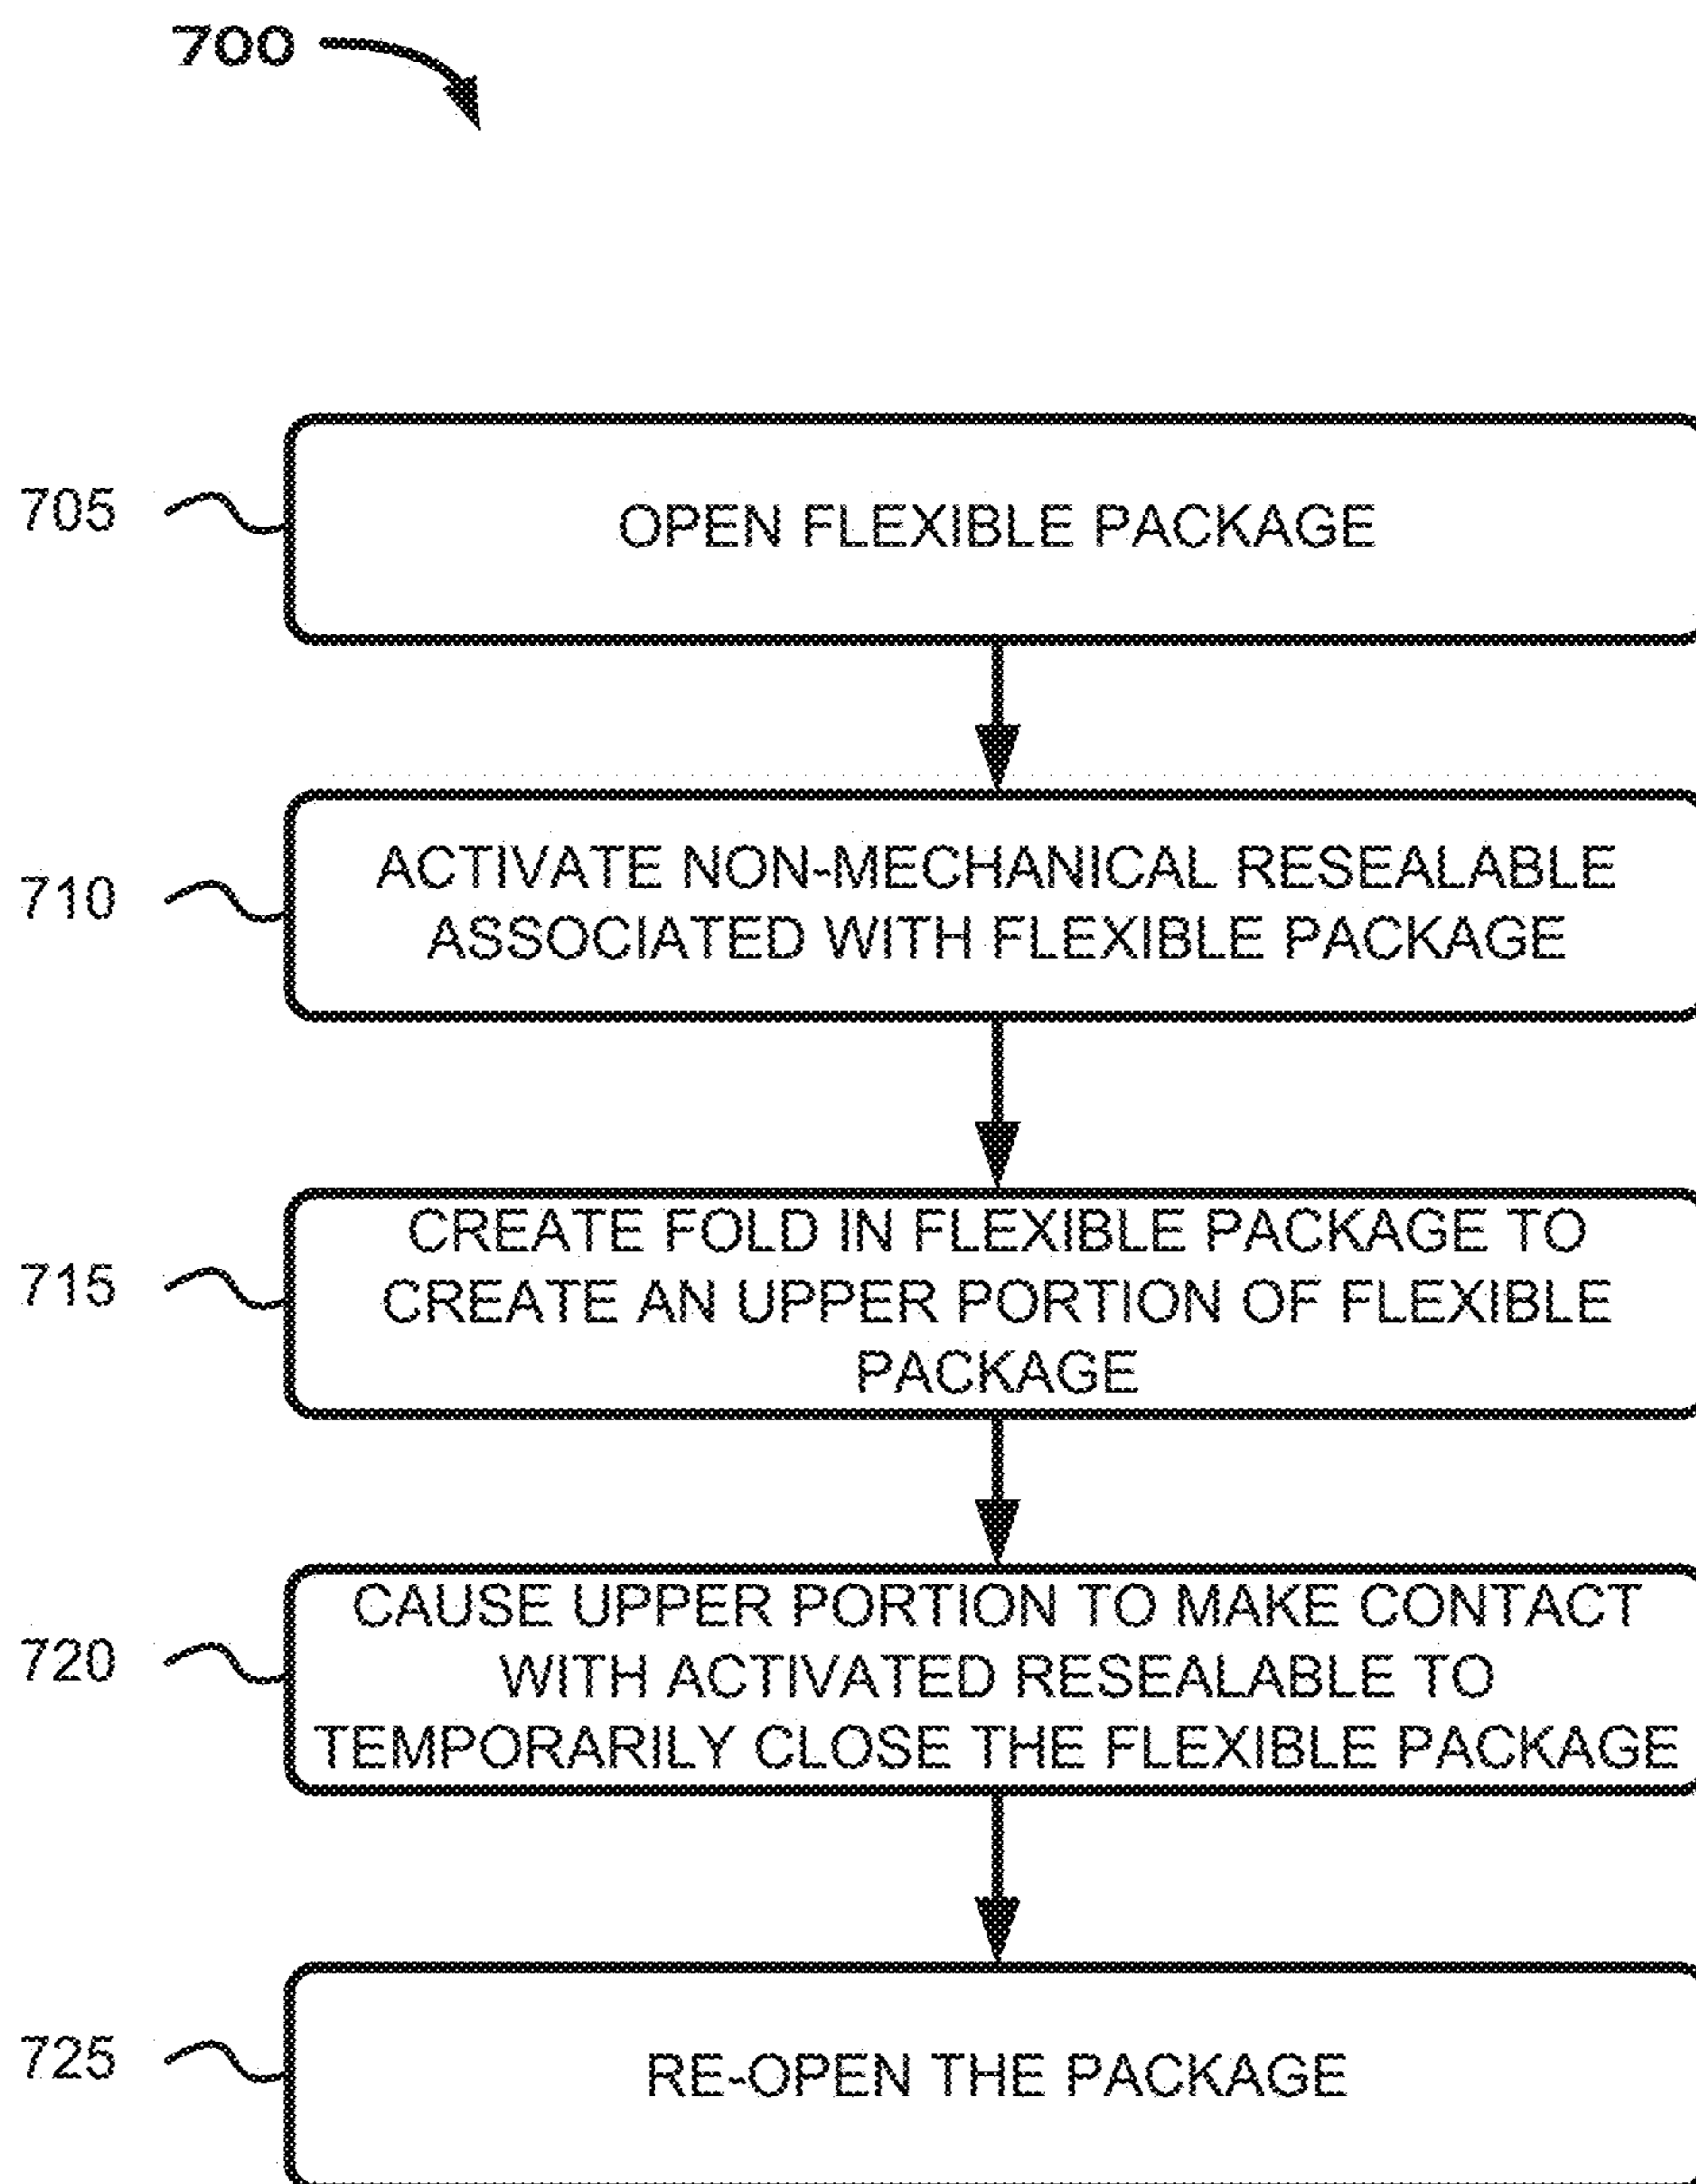 700
705
OPEN FLEXIBLE PACKAGE
710
ACTIVATE NON-MECHANICAL RESEALABLE
ASSOCIATED WITH FLEXIBLE PACKAGE
715
CREATE FOLD IN FLEXIBLE PACKAGE TO
CREATE AN UPPER PORTION OF FLEXIBLE
PACKAGE
720
CAUSE UPPER PORTION TO MAKE CONTACT
WITH ACTIVATED RESEALABLE TO
TEMPORARILY CLOSE THE FLEXIBLE PACKAGE
725
RE-OPEN THE PACKAGE